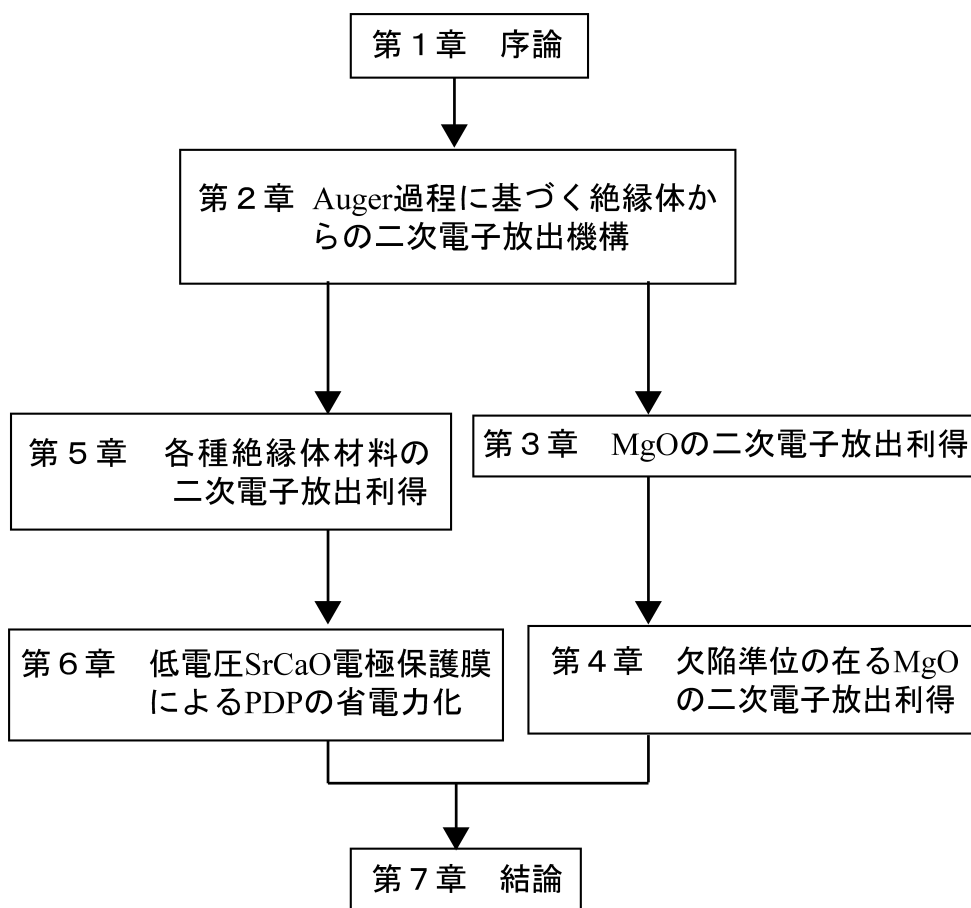 第１章　序論
第２章 Auger過程に基づく絶縁体か
らの二次電子放出機構
第５章　各種絶縁体材料の
二次電子放出利得
第３章　MgOの二次電子放出利得
第６章　低電圧SrCaO電極保護膜
によるPDPの省電力化
第４章　欠陥準位の在るMgO
の二次電子放出利得
第７章　結論